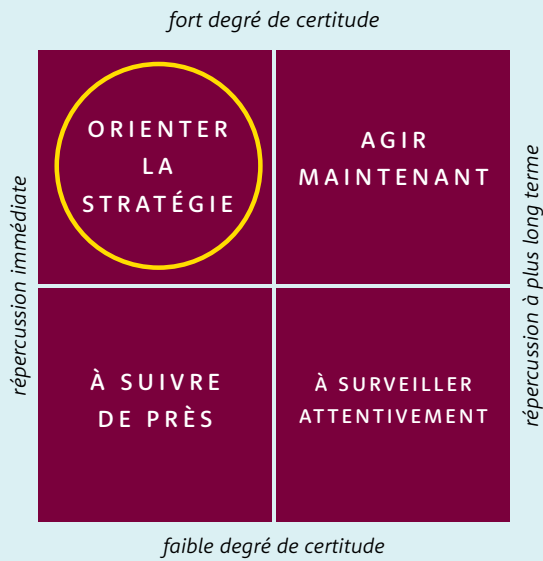 fort degré de certitude
ORIENTER
LA
STRATÉGIE
AGIR
MAINTENANT
répercussion immédiate
répercussion à plus long terme
À SUIVRE
DE PRÈS
À SURVEILLER
ATTENTIVEMENT
faible degré de certitude